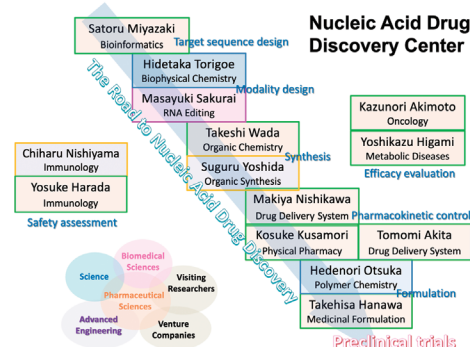 Nucleic Acid Drug
Discovery Center
Satoru Miyazaki
Bioinformatics
Target sequence design
Hidetaka Torigoe
Biophysical Chemistry
Modality design
Masayuki Sakurai
RNA Editing
Takeshi Wada
Organic Chemistry
Synthesis
Suguru Yoshida
Organic Synthesis
Kazunori Akimoto
Oncology
Yoshikazu Higami
Metabolic Diseases
Efficacy evaluation
Chiharu Nishiyama
Immunology
Yosuke Harada
Immunology
Safety assessment
Makiya Nishikawa
Drug Delivery System
Pharmacokinetic control
Kosuke Kusamori
Physical Pharmacy
Tomomi Akita
Drug Delivery System
Hedenori Otsuka
Polymer Chemistry
Formulation
Takehisa Hanawa
Medicinal Formulation
The Road to Nucleic Acid Drug Discovery
Preclinical trials
Biomedical
Sciences
Science
Visiting
Researchers
Pharmaceutical
Sciences
Advanced
Engineering
Venture
Companies